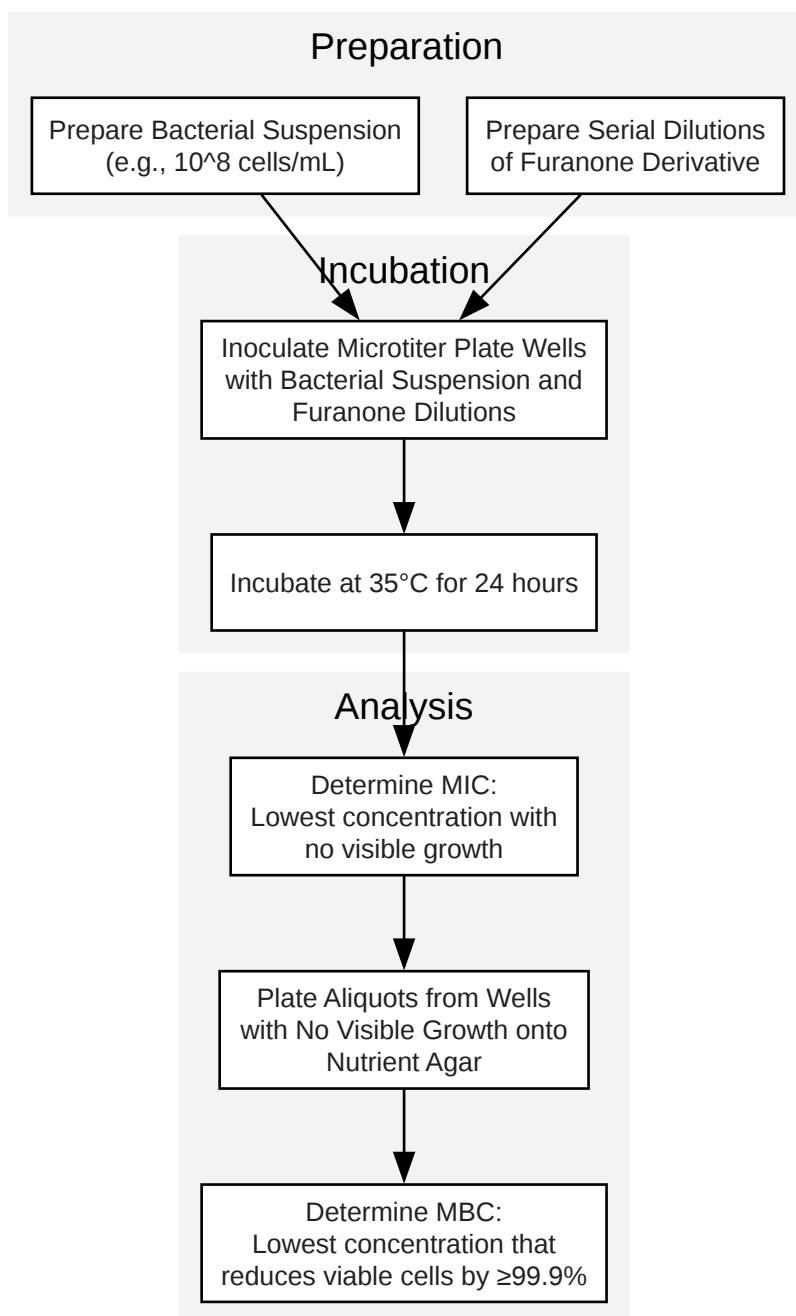 Preparation
Prepare Bacterial Suspension
(e.g., 10^8 cells/mL)
Prepare Serial Dilutions
of Furanone Derivative
Incubation
Inoculate Microtiter Plate Wells
with Bacterial Suspension and
Furanone Dilutions
Incubate at 35°C for 24 hours
Analysis
Determine MIC:
Lowest concentration with
no visible growth
Plate Aliquots from Wells
with No Visible Growth onto
Nutrient Agar
Determine MBC:
Lowest concentration that
reduces viable cells by ≥99.9%